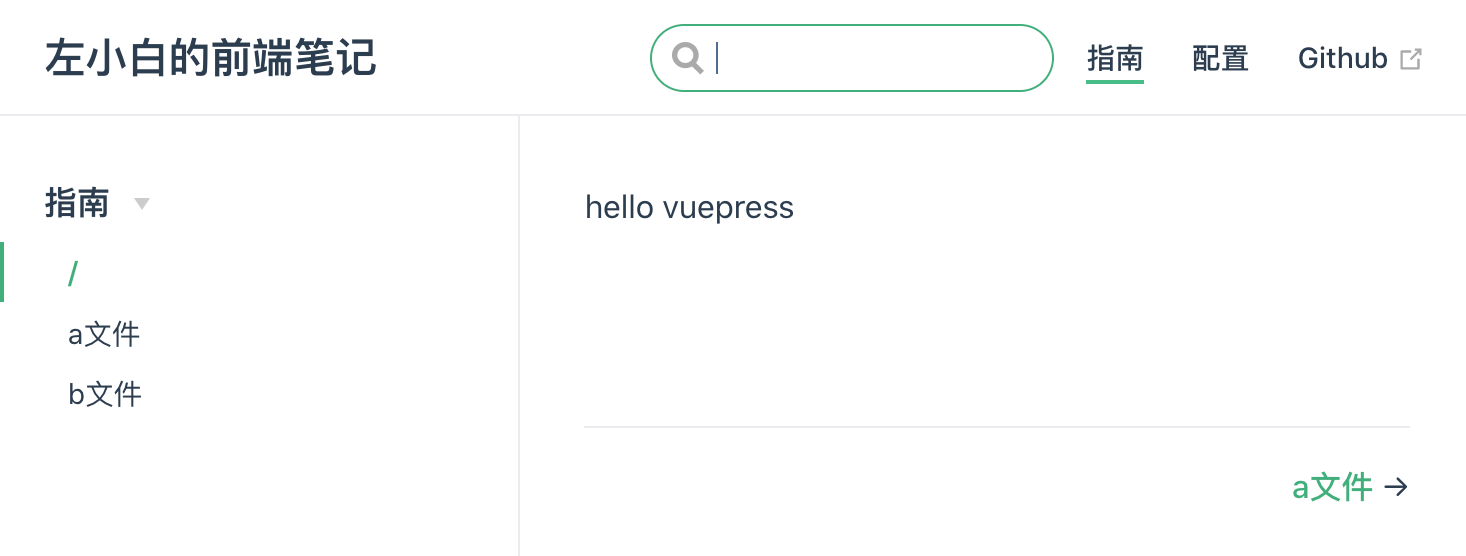 左小白的前端笔记
指南 配置 Github
指南
/
a文件
b文件
hello vuepress
a文件 →